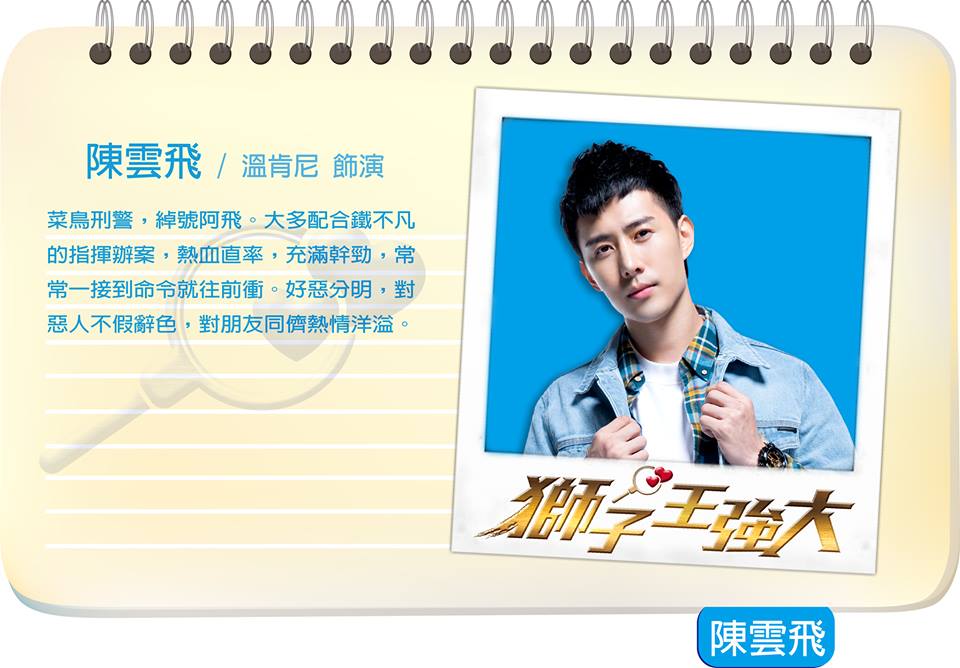 陳雲飛 / 溫肯尼 飾演
菜鳥刑警，綽號阿飛。大多配合鐵不凡
的指揮辦案，熱血直率，充滿幹勁，常
常一接到命令就往前衝。好惡分明，對
惡人不假辭色，對朋友同儕熱情洋溢。
獅子王強大
陳雲飛